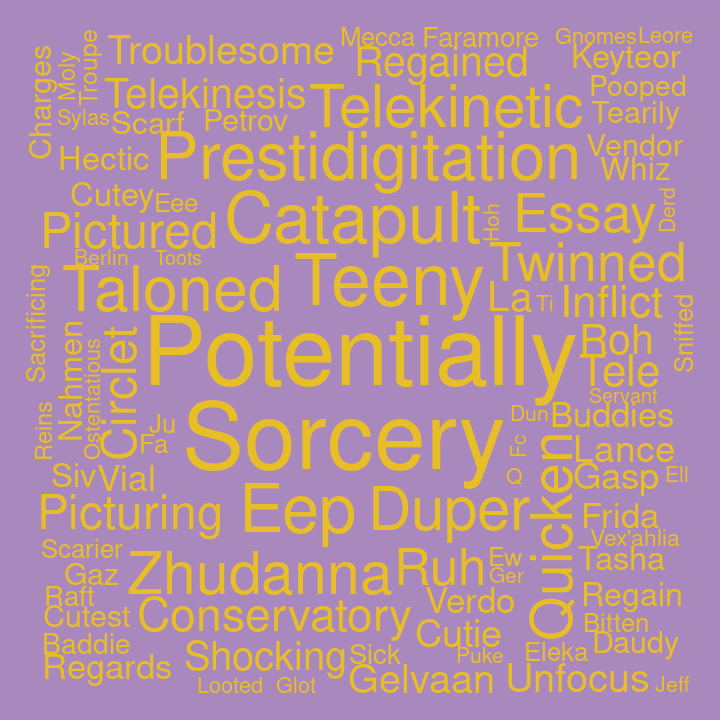 Mecca Faramore Gnomes Leore
Troublesome Regained Keyteor
Charges Moly Troupe
Telekinesis Telekinetic Pooped
Sylas Scarf Petrov Tearily
Hectic Prestidigitation Vendor
Whiz
Cutey Eee Catapult Hoh Essay Derd
Pictured
Berlin Toots Twinned
Taloned Teeny La Ti Inflict
Sacrificing Nahmen Circlet Potentially Roh Sniffed
Tele
Ostentatious Servant
Reins Ju Sorcery Dun Buddies
Fa Fc Lance
Siv Vial Q Gasp Ell
Picturing Eep Duper Quicken Frida
Vex'ahlia
Scarier Zhudanna Ruh Ew Tasha
Gaz Ger
Raft Verdo Regain
Cutest Conservatory Cutie Bitten
Baddie Daudy
Regards Shocking Sick Puke Eleka
Looted Glot Gelvaan Unfocus Jeff